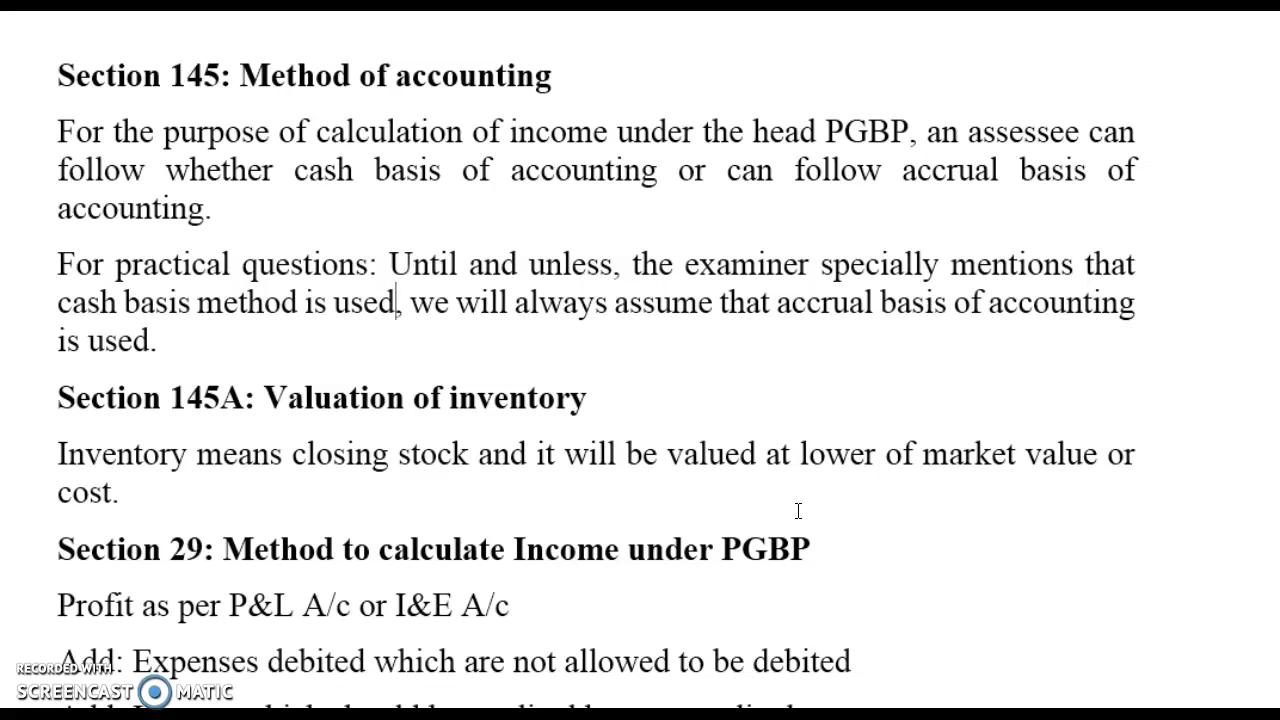 Section 145: Method of accounting
For the purpose of calculation of income under the head PGBP, an assessee can
follow whether cash basis of accounting or can follow accrual basis of
accounting.
For practical questions: Until and unless, the examiner specially mentions that
cash basis method is used, we will always assume that accrual basis of accounting
is used.
Section 145A: Valuation of inventory
Inventory means closing stock and it will be valued at lower of market value or
cost.
Section 29: Method to calculate Income under PGBP
Profit as per P&L A/c or I&E A/c
Add: Expenses debited which are not allowed to be debited
RECORDED WITH
SCREENCAST MATIC